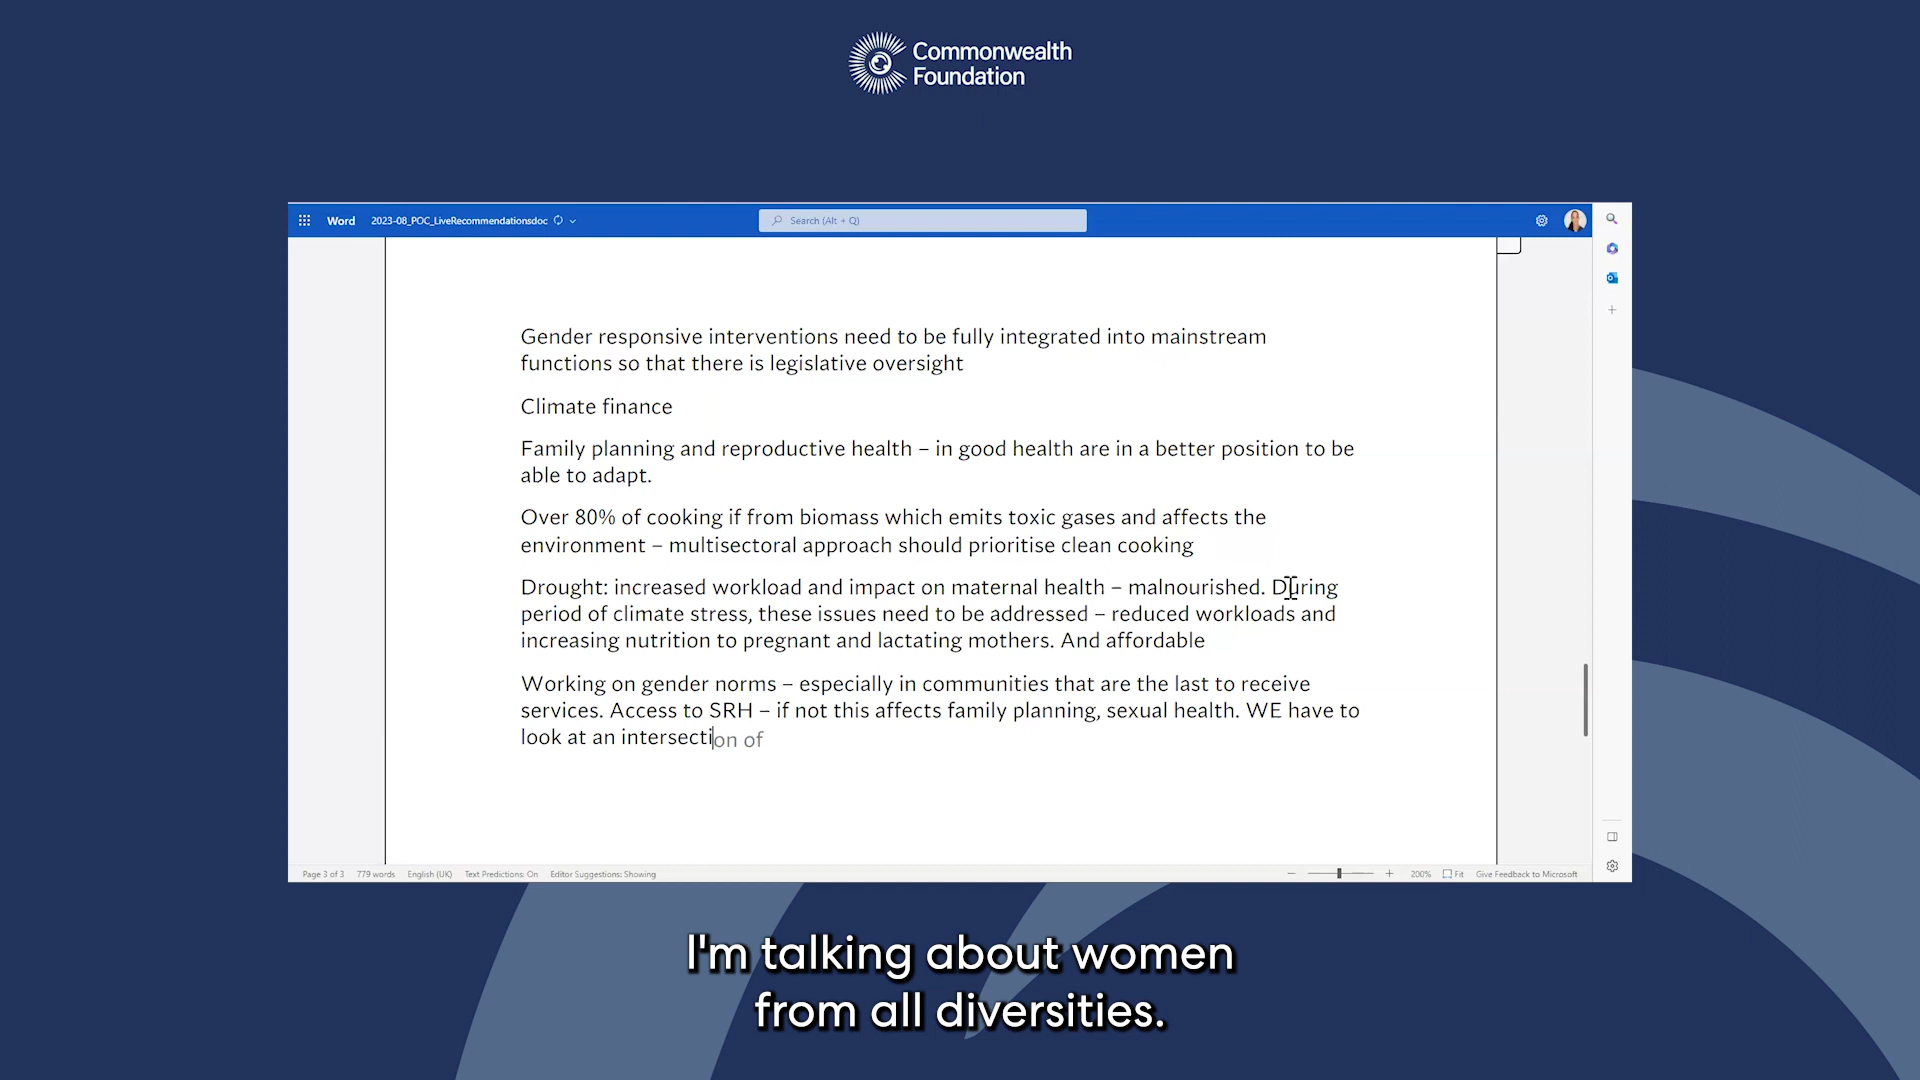 Commonwealth
Foundation
Word
2023-08_POC_LiveRecommendationsdoc
Search (Alt + Q)
Gender responsive interventions need to be fully integrated into mainstream
functions so that there is legislative oversight
Climate finance
Family planning and reproductive health – in good health are in a better position to be
able to adapt.
Over 80% of cooking if from biomass which emits toxic gases and affects the
environment – multisectoral approach should prioritise clean cooking
Drought: increased workload and impact on maternal health – malnourished. During
period of climate stress, these issues need to be addressed – reduced workloads and
increasing nutrition to pregnant and lactating mothers. And affordable
Working on gender norms – especially in communities that are the last to receive
services. Access to SRH – if not this affects family planning, sexual health. WE have to
look at an intersection of
Page 3 of 3 779 words English (UK) Text Predictions: On Editor Suggestions: Showing 200% Fit Give Feedback to Microsoft
I'm talking about women
from all diversities.